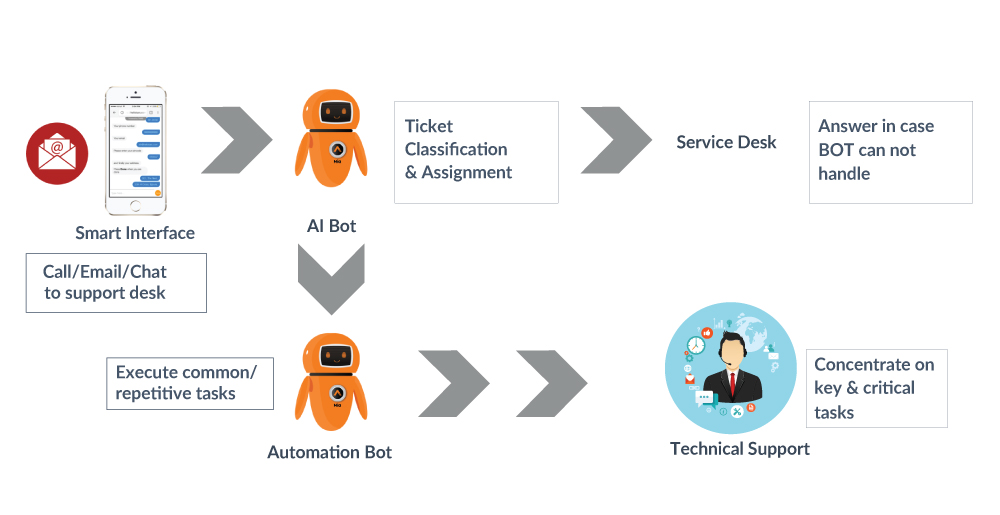 @
Smart Interface
Call/Email/Chat
to support desk
AI Bot
Ticket
Classification
& Assignment
Service Desk
Answer in case
BOT can not
handle
Execute common/
repetitive tasks
Automation Bot
Technical Support
Concentrate on
key & critical
tasks